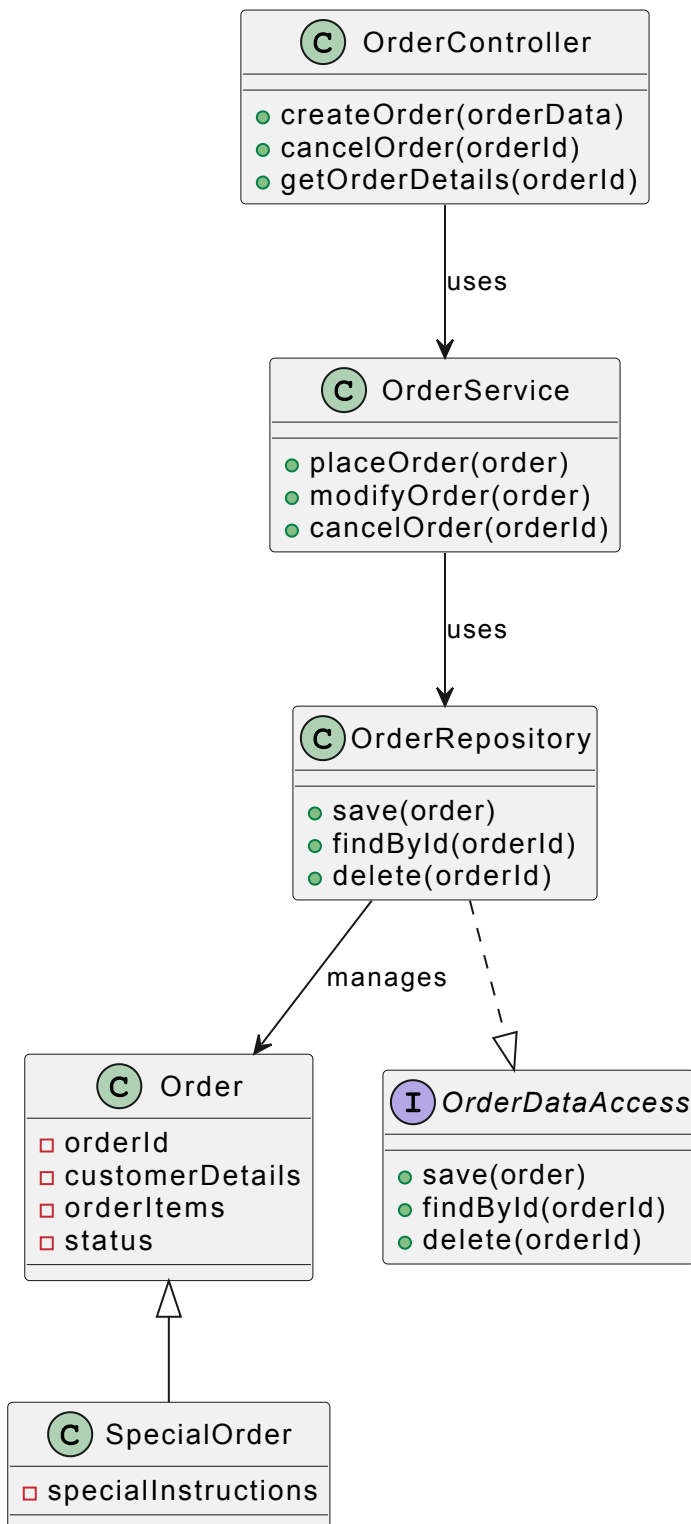 C OrderController
createOrder(orderData)
cancelOrder(orderId)
getOrderDetails(orderId)
uses
C OrderService
placeOrder(order)
modifyOrder(order)
cancelOrder(orderId)
uses
C OrderRepository
save(order)
findById(orderId)
delete(orderId)
manages
C Order
orderId
customerDetails
orderItems
status
I OrderDataAccess
save(order)
findById(orderId)
delete(orderId)
C SpecialOrder
specialInstructions